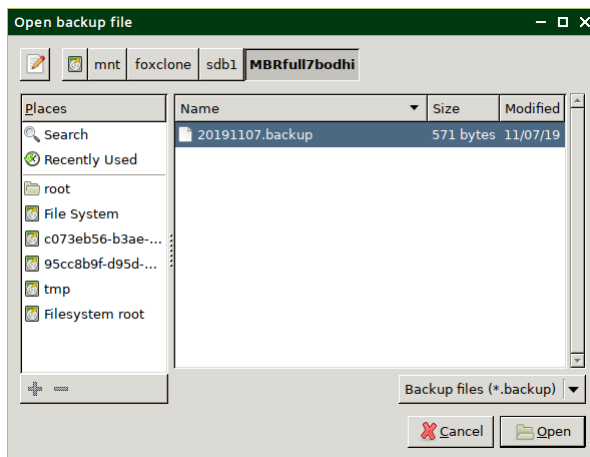 Open backup file
mnt foxclone sdb1 MBRfull7bodhi
Places
Search
Recently Used
root
File System
c073eb56-b3ae-...
95cc8b9f-d95d-...
tmp
Filesystem root
Name Size Modified
20191107.backup 571 bytes 11/07/19
Backup files (*.backup)
Cancel Open